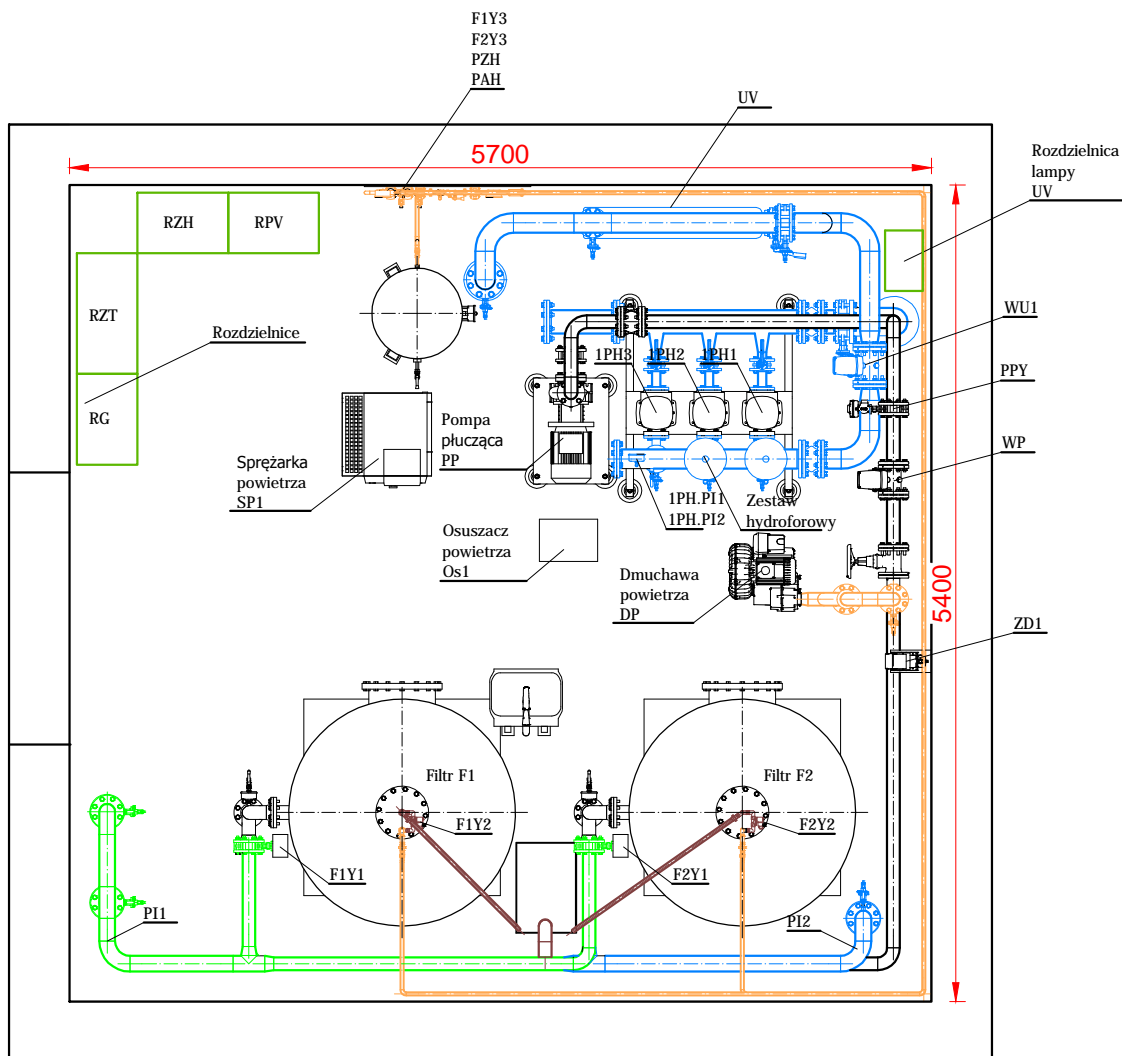 F1Y3
F2Y3
PZH
PAH
UV
Rozdzielnica
lampy
UV
5700
RZH
RPV
RZT
Rozdzielnice
RG
WU1
PPY
WP
1PH3
1PH2
1PH1
Pompa
płucząca
PP
Sprężarka
powietrza
SP1
1PH.PI1
1PH.PI2
Zestaw
hydroforowy
Osuszacz
powietrza
Os1
Dmuchawa
powietrza
DP
5400
ZD1
Filtr F1
Filtr F2
F1Y2
F2Y2
F1Y1
F2Y1
PI1
PI2